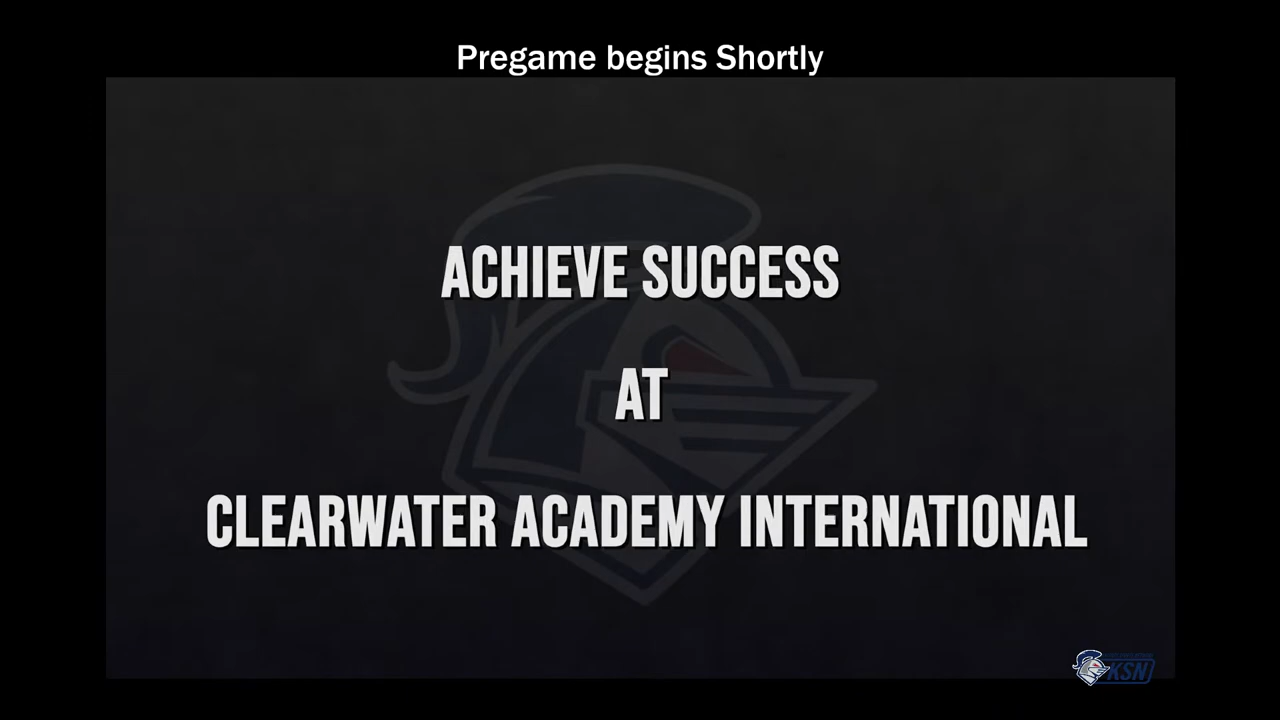 Pregame begins Shortly
ACHIEVE SUCCESS
AT
CLEARWATER ACADEMY INTERNATIONAL
KSN